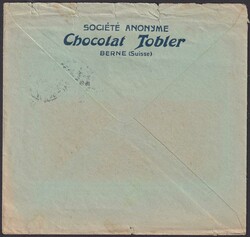 SOCIÉTÉ ANONYME
Chocolat Tobler
BERNE (Suisse)